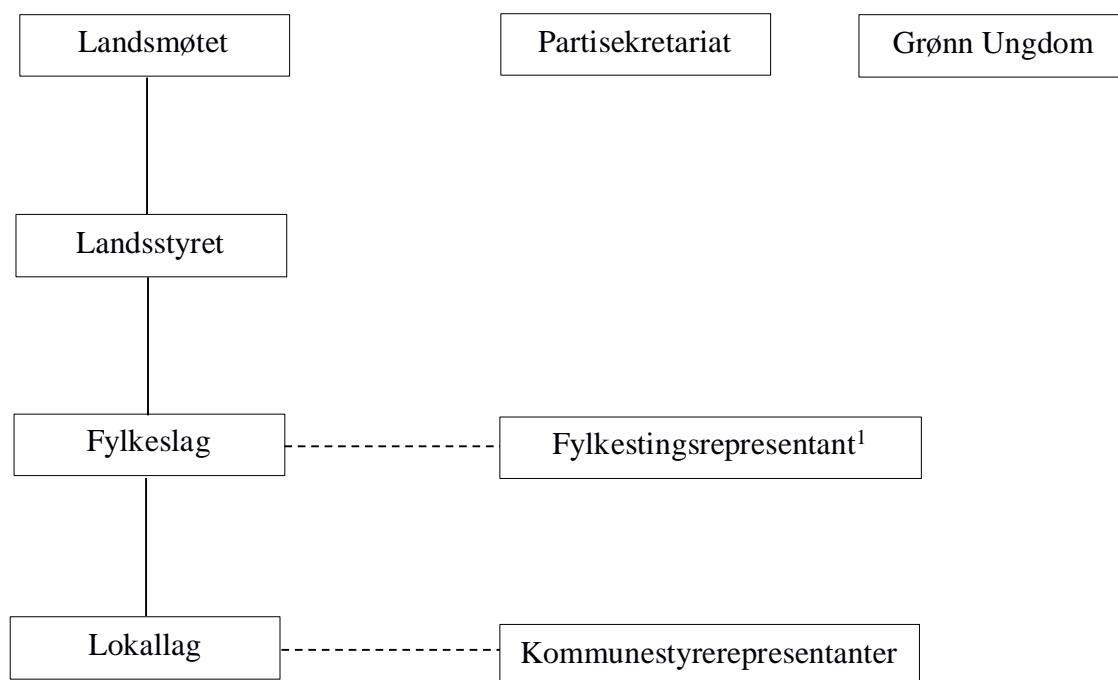 Landsmøtet
Partisekretariat
Grønn Ungdom
Landsstyret
Fylkeslag
Fylkestingsrepresentant¹
Lokallag
Kommunestyrerepresentanter